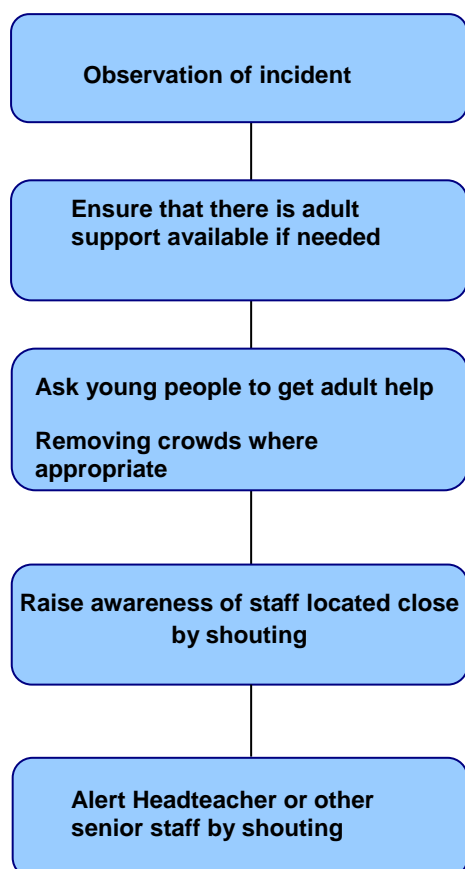 Observation of incident
Ensure that there is adult
support available if needed
Ask young people to get adult help
Removing crowds where
appropriate
Raise awareness of staff located close
by shouting
Alert Headteacher or other
senior staff by shouting